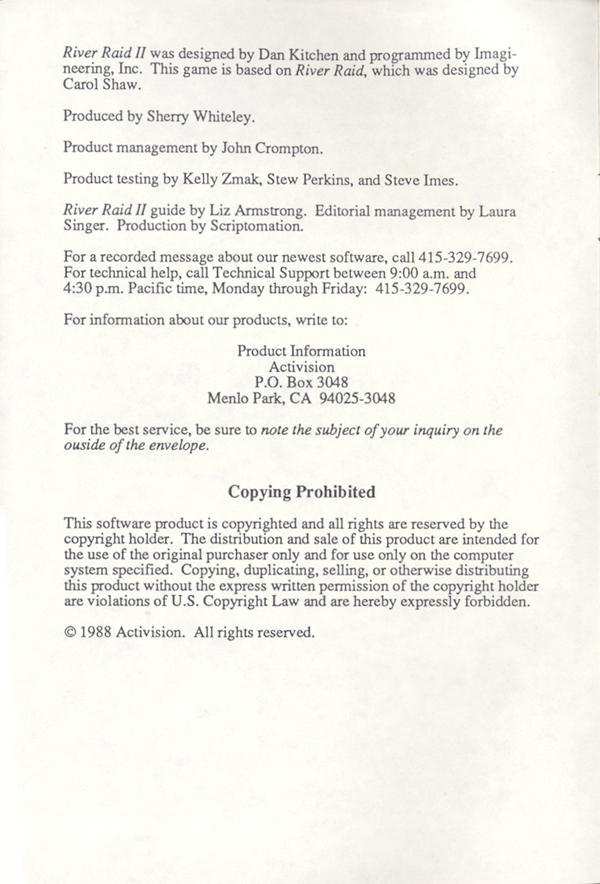 River Raid II was designed by Dan Kitchen and programmed by Imagi-
neering, Inc.  This game is based on River Raid, which was designed by
Carol Shaw.
Produced by Sherry Whiteley.
Product management by John Crompton.
Product testing by Kelly Zmak, Stew Perkins, and Steve Imes.
River Raid II guide by Liz Armstrong.  Editorial management by Laura
Singer.  Production by Scriptomation.
For a recorded message about our newest software, call 415-329-7699.
For technical help, call Technical Support between 9:00 a.m. and
4:30 p.m. Pacific time, Monday through Friday:  415-329-7699.
For information about our products, write to:
Product Information
Activision
P.O. Box 3048
Menlo Park, CA  94025-3048
For the best service, be sure to note the subject of your inquiry on the
ouside of the envelope.
Copying Prohibited
This software product is copyrighted and all rights are reserved by the
copyright holder.  The distribution and sale of this product are intended for
the use of the original purchaser only and for use only on the computer
system specified.  Copying, duplicating, selling, or otherwise distributing
this product without the express written permission of the copyright holder
are violations of U.S. Copyright Law and are hereby expressly forbidden.
© 1988 Activision.  All rights reserved.